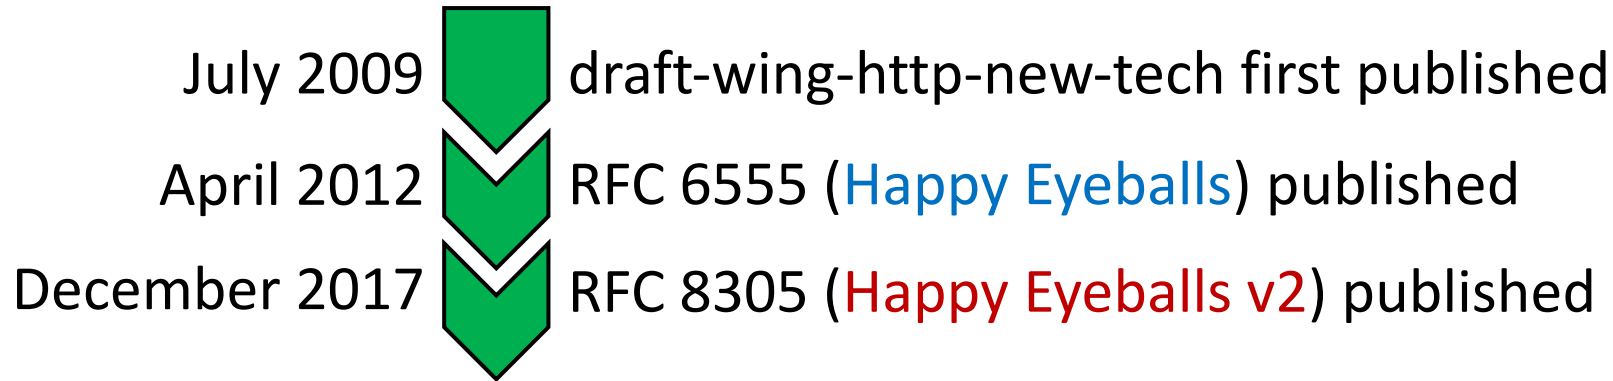 July 2009 draft-wing-http-new-tech first published
April 2012 RFC 6555 (Happy Eyeballs) published
December 2017 RFC 8305 (Happy Eyeballs v2) published